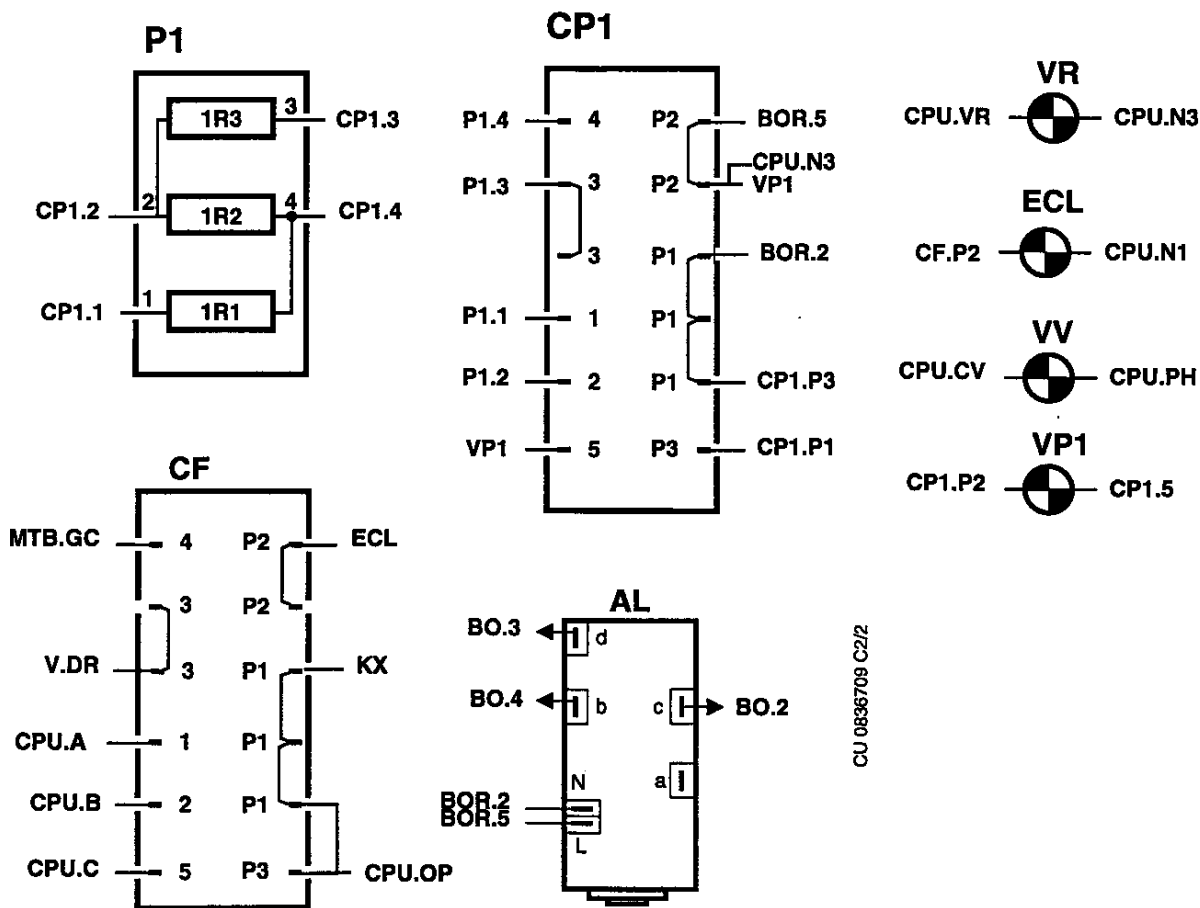 P1
1R3
3
CP1.3
CP1.2
2
1R2
4
CP1.4
CP1.1
1
1R1
CP1
P1.4
4
P2
BOR.5
CPU.N3
P1.3
3
P2
VP1
3
P1
BOR.2
P1.1
1
P1
P1.2
2
P1
CP1.P3
VP1
5
P3
CP1.P1
VR
CPU.VR
CPU.N3
ECL
CF.P2
CPU.N1
VV
CPU.CV
CPU.PH
VP1
CP1.P2
CP1.5
CF
MTB.GC
4
P2
ECL
3
P2
V.DR
3
P1
KX
CPU.A
1
P1
CPU.B
2
P1
CPU.C
5
P3
CPU.OP
AL
BO.3
d
BO.4
b
c
BO.2
a
N
BOR.2
BOR.5
L
CU 0836709 C2/2